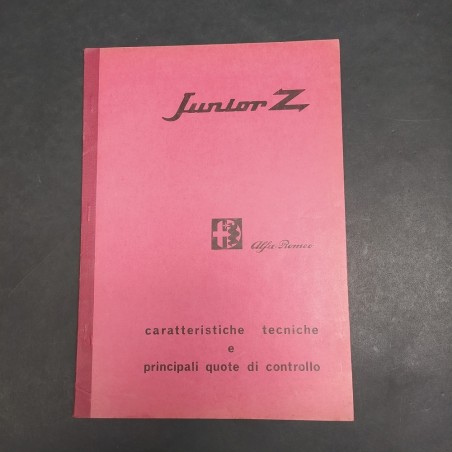 Junior Z
Alfa Romeo
caratteristiche tecniche
e
principali quote di controllo